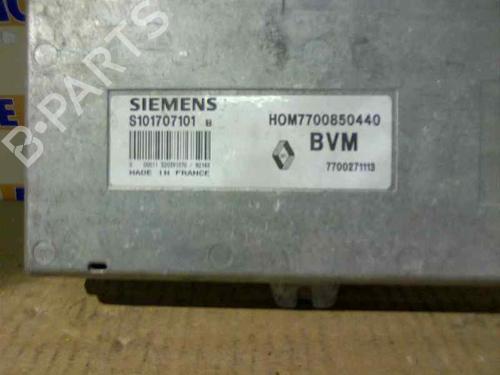 SIEMENS
S101707101 B
HOM7700850440
BVM
7700271113
MADE IN FRANCE
B-PARTS